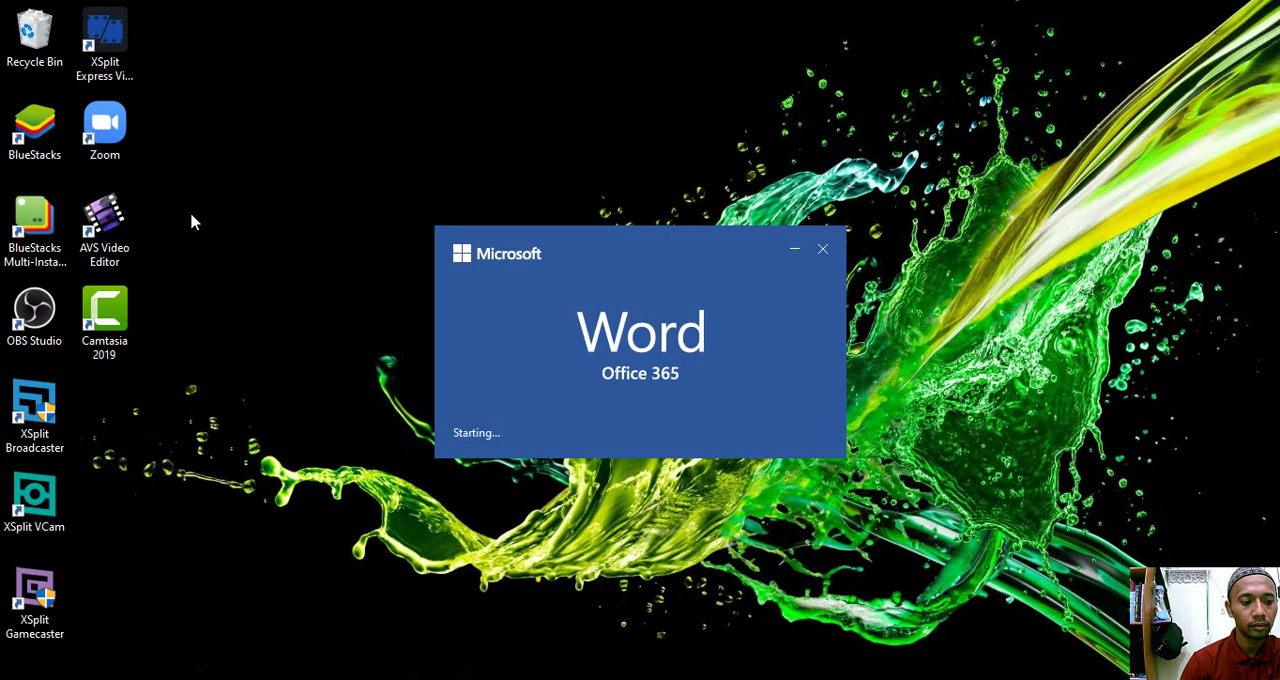 Recycle Bin
XSplit
Express Vi...
BlueStacks
Zoom
BlueStacks
Multi-Insta...
AVS Video
Editor
OBS Studio
Camtasia
2019
XSplit
Broadcaster
XSplit VCam
XSplit
Gamecaster
Microsoft
Word
Office 365
Starting...